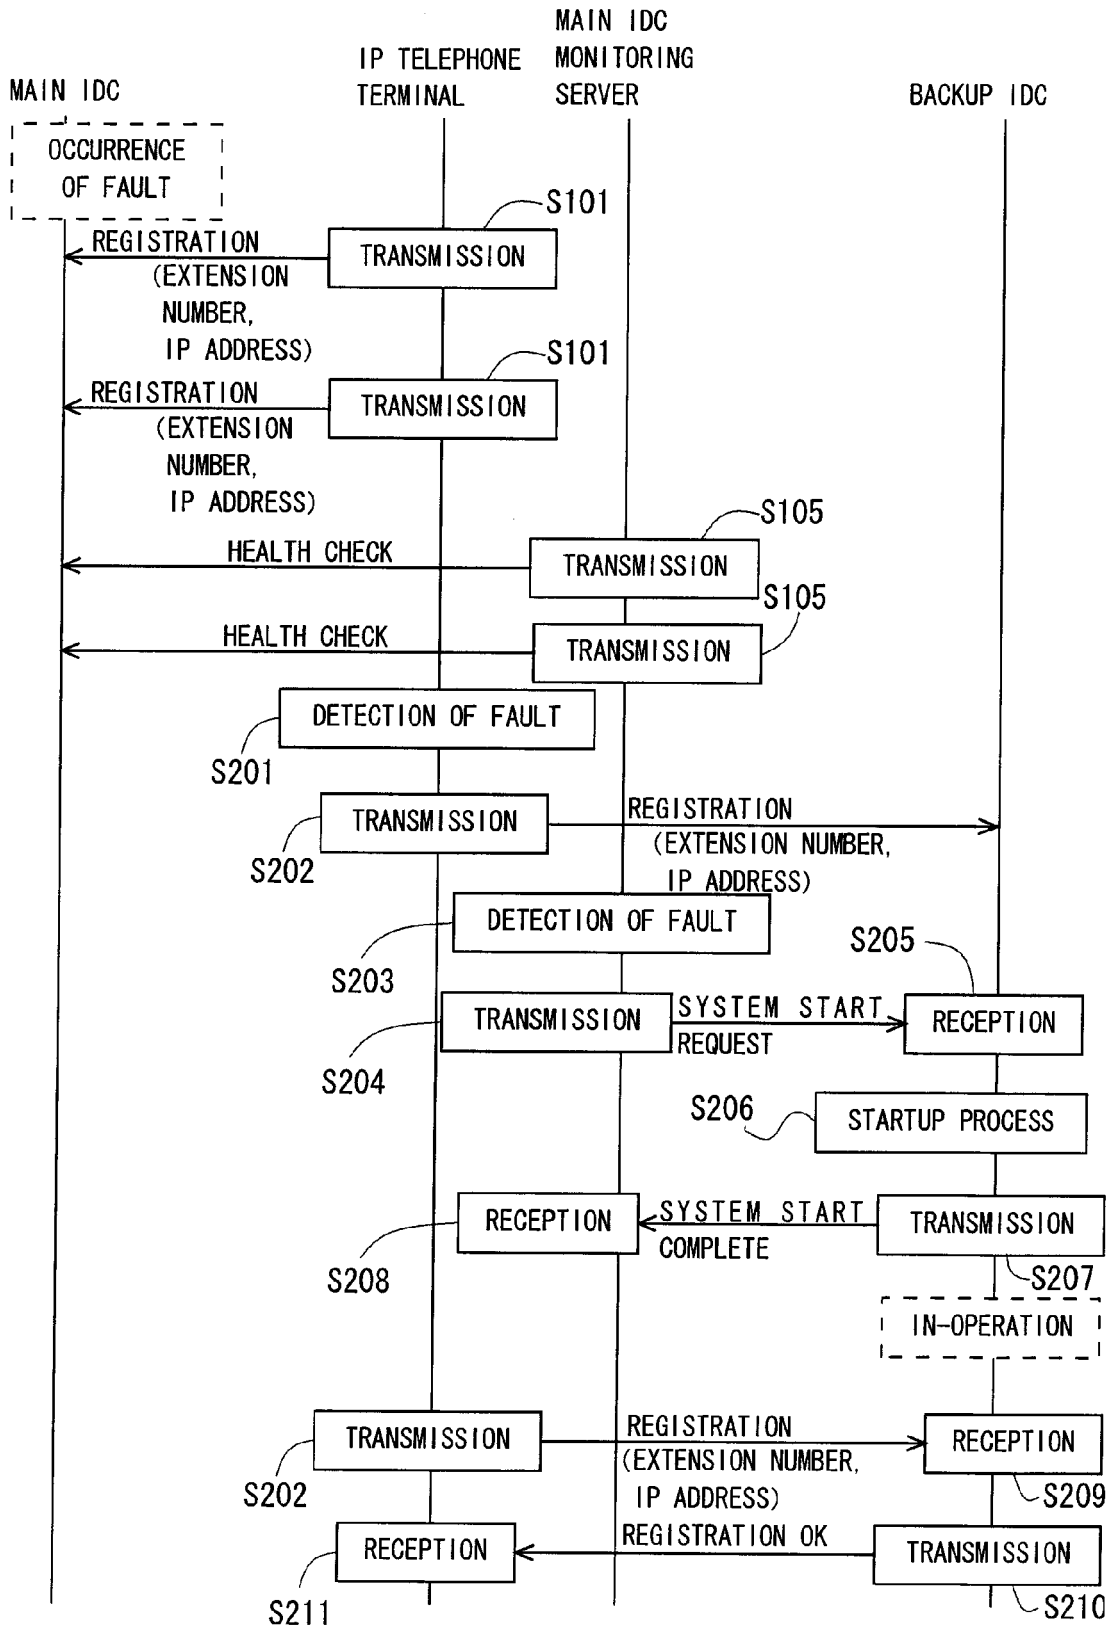 MAIN IDC
IP TELEPHONE
TERMINAL
MAIN IDC
MONITORING
SERVER
BACKUP IDC
OCCURRENCE
OF FAULT
S101
REGISTRATION
TRANSMISSION
(EXTENSION
NUMBER,
IP ADDRESS)
S101
REGISTRATION
TRANSMISSION
(EXTENSION
NUMBER,
IP ADDRESS)
S105
HEALTH CHECK
TRANSMISSION
S105
HEALTH CHECK
TRANSMISSION
DETECTION OF FAULT
S201
TRANSMISSION
REGISTRATION
(EXTENSION NUMBER,
IP ADDRESS)
S202
DETECTION OF FAULT
S203
S205
TRANSMISSION
SYSTEM START
REQUEST
RECEPTION
S204
S206
STARTUP PROCESS
RECEPTION
SYSTEM START
COMPLETE
TRANSMISSION
S208
S207
IN-OPERATION
TRANSMISSION
REGISTRATION
(EXTENSION NUMBER,
IP ADDRESS)
RECEPTION
S202
S209
RECEPTION
REGISTRATION OK
TRANSMISSION
S211
S210